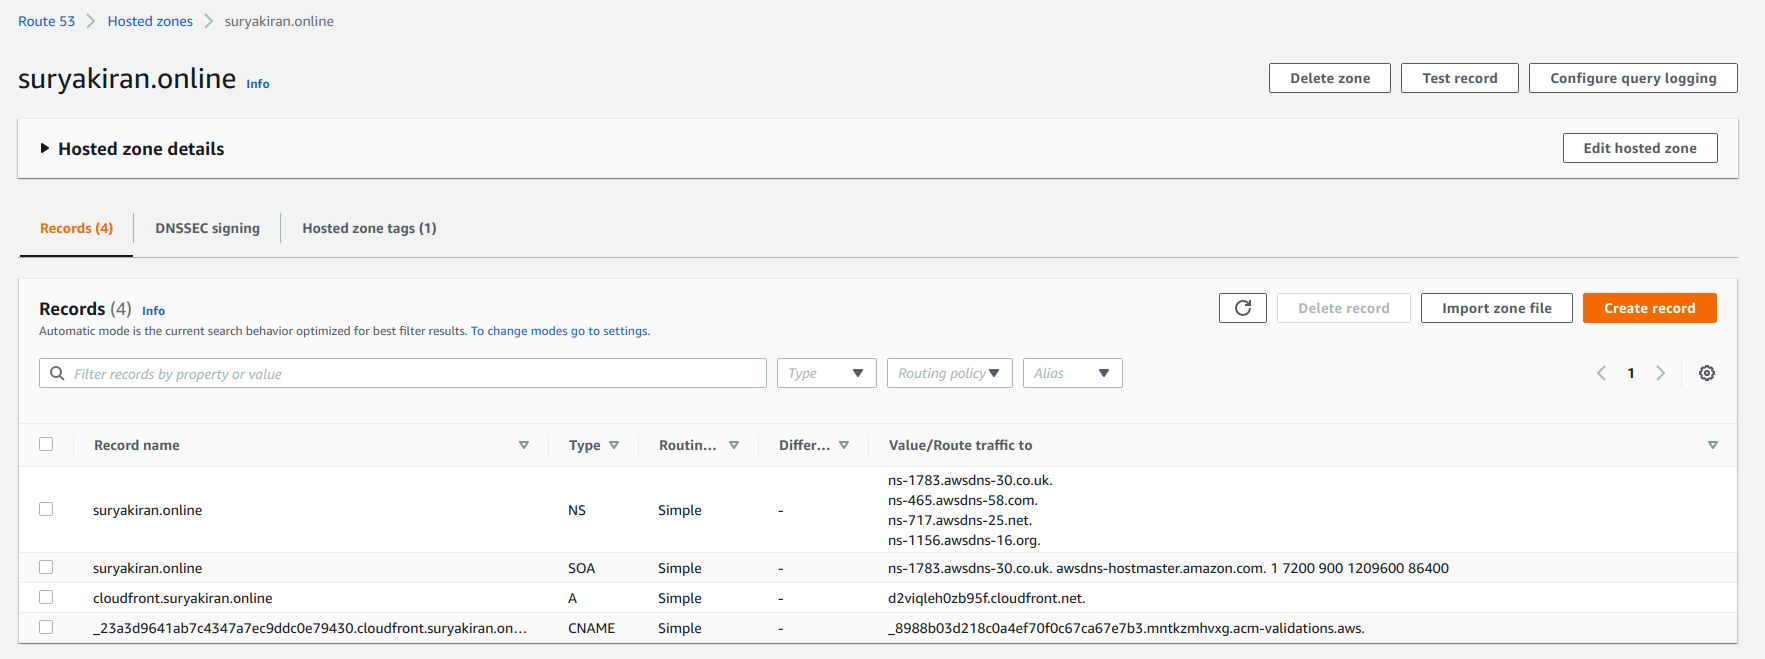 Route 53 > Hosted zones > suryakiran.online
suryakiran.online Info
Delete zone
Test record
Configure query logging
Hosted zone details
Edit hosted zone
Records (4)
DNSSEC signing
Hosted zone tags (1)
Records (4) Info
Automatic mode is the current search behavior optimized for best filter results. To change modes go to settings.
Delete record
Import zone file
Create record
Filter records by property or value
Type
Routing policy
Alias
1
Record name Type Routin... Differ... Value/Route traffic to
suryakiran.online NS Simple - ns-1783.awsdns-30.co.uk.
ns-465.awsdns-58.com.
ns-717.awsdns-25.net.
ns-1156.awsdns-16.org.
suryakiran.online SOA Simple - ns-1783.awsdns-30.co.uk. awsdns-hostmaster.amazon.com. 1 7200 900 1209600 86400
cloudfront.suryakiran.online A Simple - d2viqleh0zb95f.cloudfront.net.
_23a3d9641ab7c4347a7ec9ddc0e79430.cloudfront.suryakiran.on... CNAME Simple - _8988b03d218c0a4ef70f0c67ca67e7b3.mntkzmhvxg.acm-validations.aws.